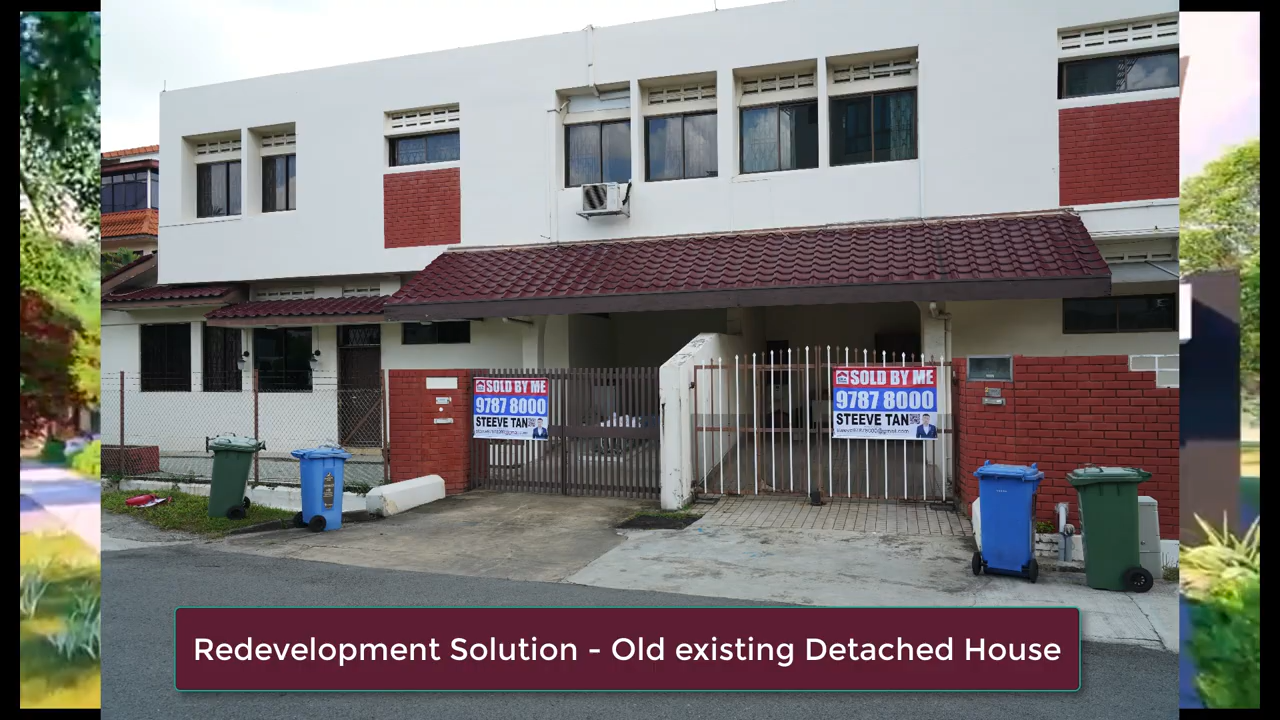 SOLD BY ME
9787 8000
STEEVE TAN
SOLD BY ME
9787 8000
STEEVE TAN
Redevelopment Solution - Old existing Detached House